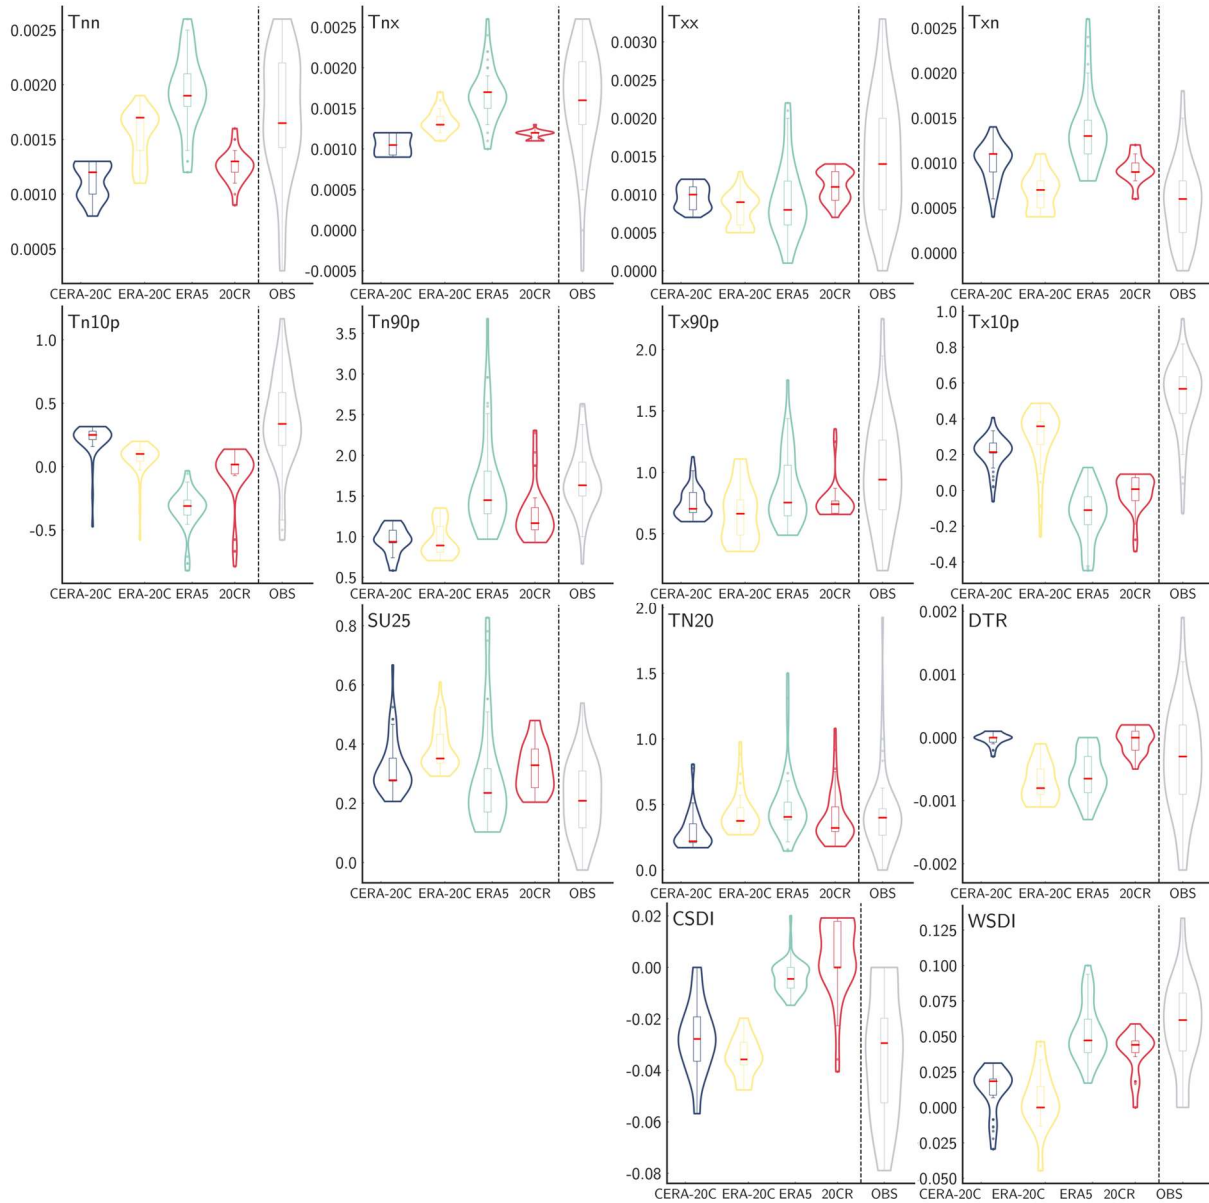 Tnn
0.0025
0.0020
0.0015
0.0010
0.0005
CERA-20C ERA-20C ERA5 20CR OBS
Tnx
0.0025
0.0020
0.0015
0.0010
0.0005
0.0000
-0.0005
CERA-20C ERA-20C ERA5 20CR OBS
Txx
0.0030
0.0025
0.0020
0.0015
0.0010
0.0005
0.0000
CERA-20C ERA-20C ERA5 20CR OBS
Txn
0.0025
0.0020
0.0015
0.0010
0.0005
0.0000
CERA-20C ERA-20C ERA5 20CR OBS
Tn10p
1.0
0.5
0.0
-0.5
CERA-20C ERA-20C ERA5 20CR OBS
Tn90p
3.5
3.0
2.5
2.0
1.5
1.0
0.5
CERA-20C ERA-20C ERA5 20CR OBS
Tx90p
2.0
1.5
1.0
0.5
CERA-20C ERA-20C ERA5 20CR OBS
Tx10p
1.0
0.8
0.6
0.4
0.2
0.0
-0.2
-0.4
CERA-20C ERA-20C ERA5 20CR OBS
SU25
0.8
0.6
0.4
0.2
0.0
CERA-20C ERA-20C ERA5 20CR OBS
TN20
2.0
1.5
1.0
0.5
0.0
CERA-20C ERA-20C ERA5 20CR OBS
DTR
0.002
0.001
0.000
-0.001
-0.002
CERA-20C ERA-20C ERA5 20CR OBS
CSDI
0.02
0.00
-0.02
-0.04
-0.06
-0.08
CERA-20C ERA-20C ERA5 20CR OBS
WSDI
0.125
0.100
0.075
0.050
0.025
0.000
0.025
0.050
CERA-20C ERA-20C ERA5 20CR OBS